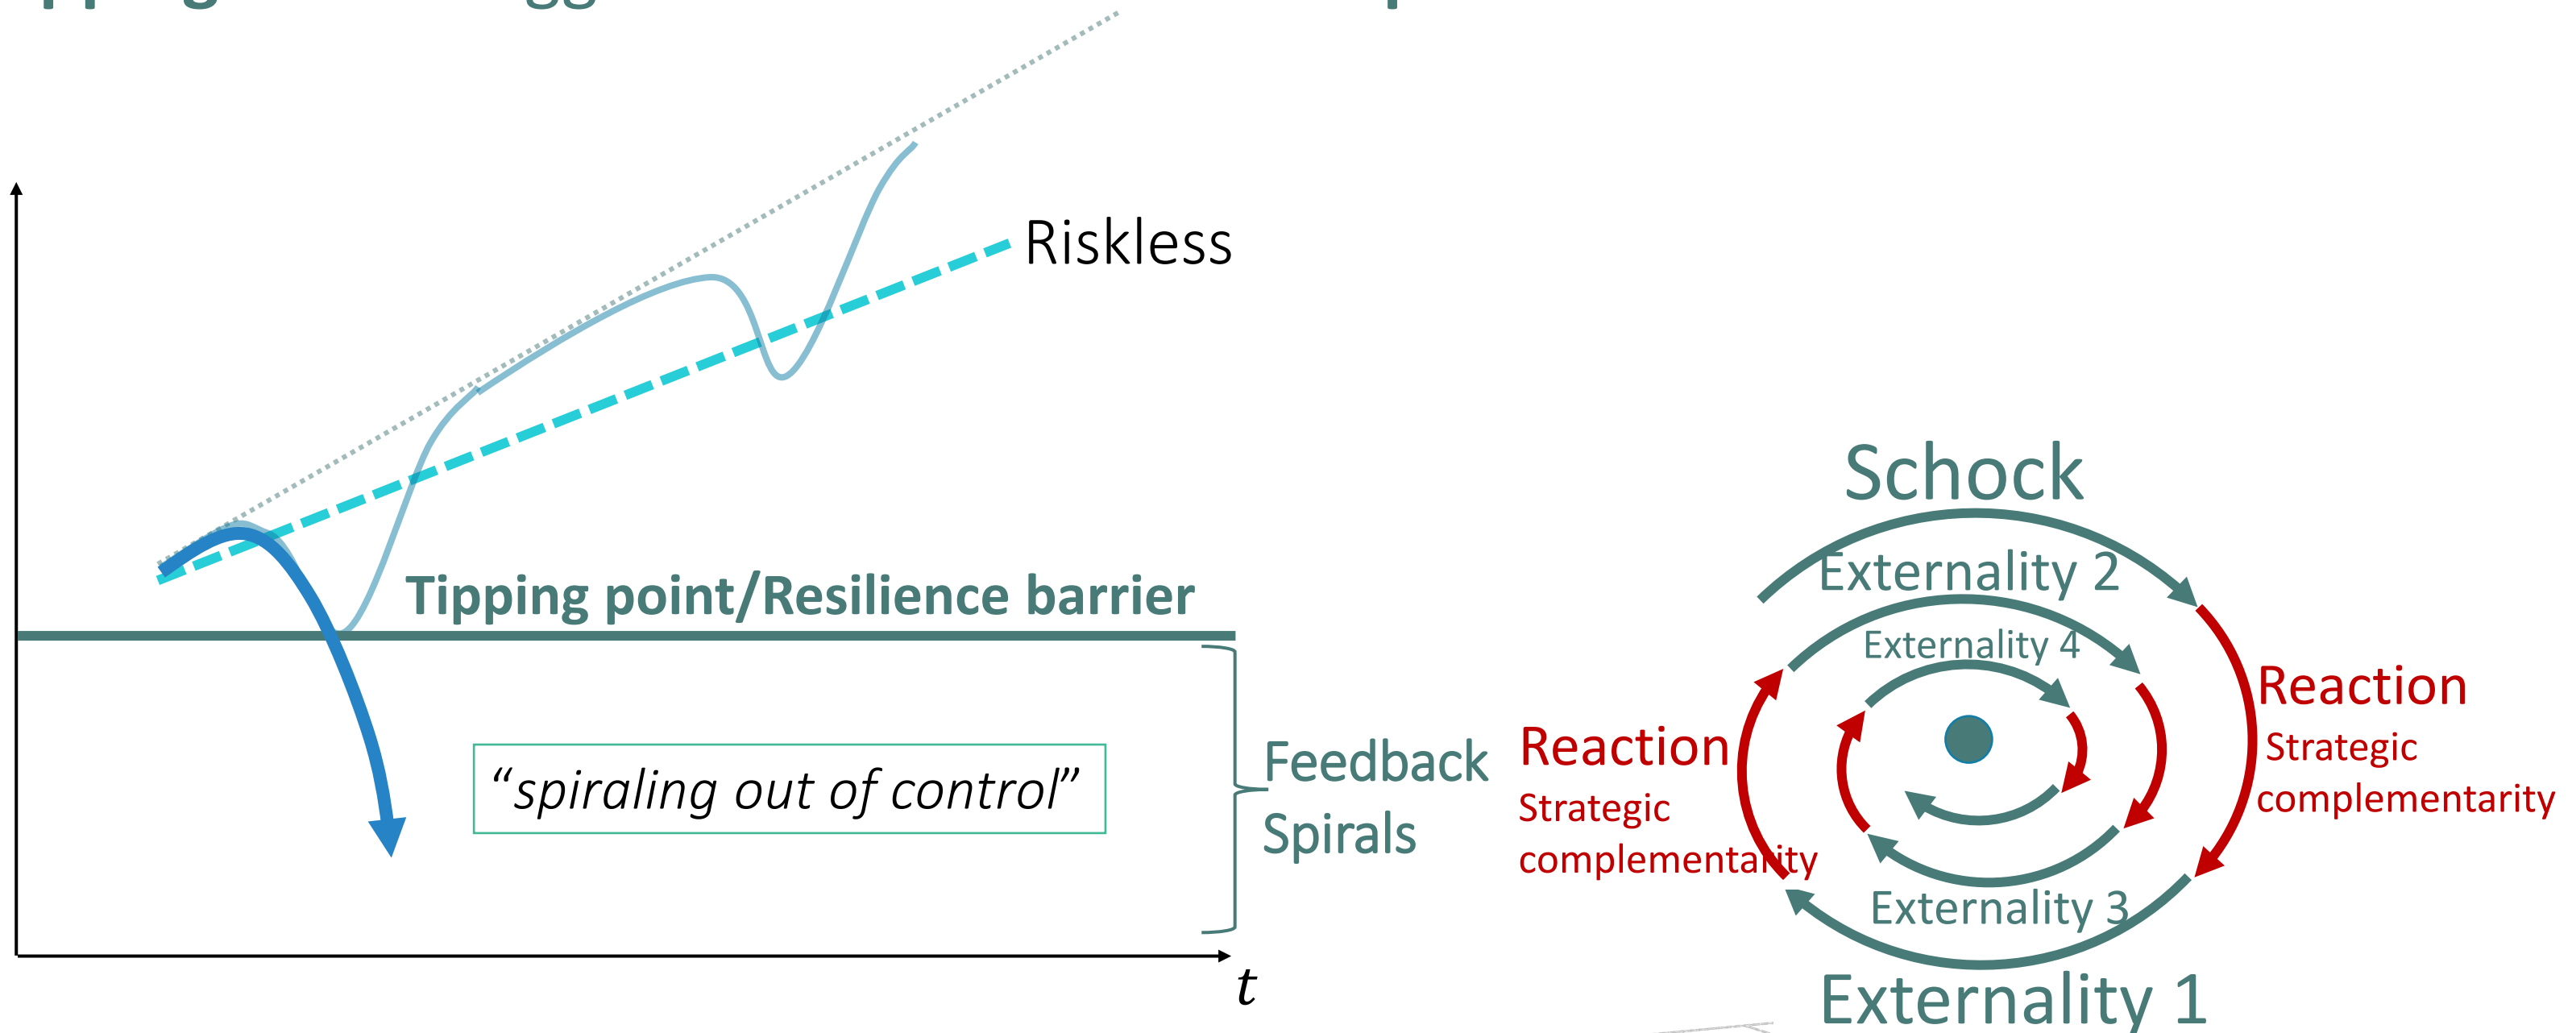 Riskless
Tipping point/Resilience barrier
“spiraling out of control”
Feedback
Spirals
t
Schock
Externality 2
Externality 4
Reaction
Strategic
complementarity
Reaction
Strategic
complementarity
Externality 3
Externality 1